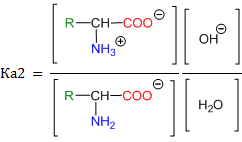 R—CH—COO⊖
NH₃⊕
OH⊖
Ka2 =
R—CH—COO⊖
NH₂
H₂O